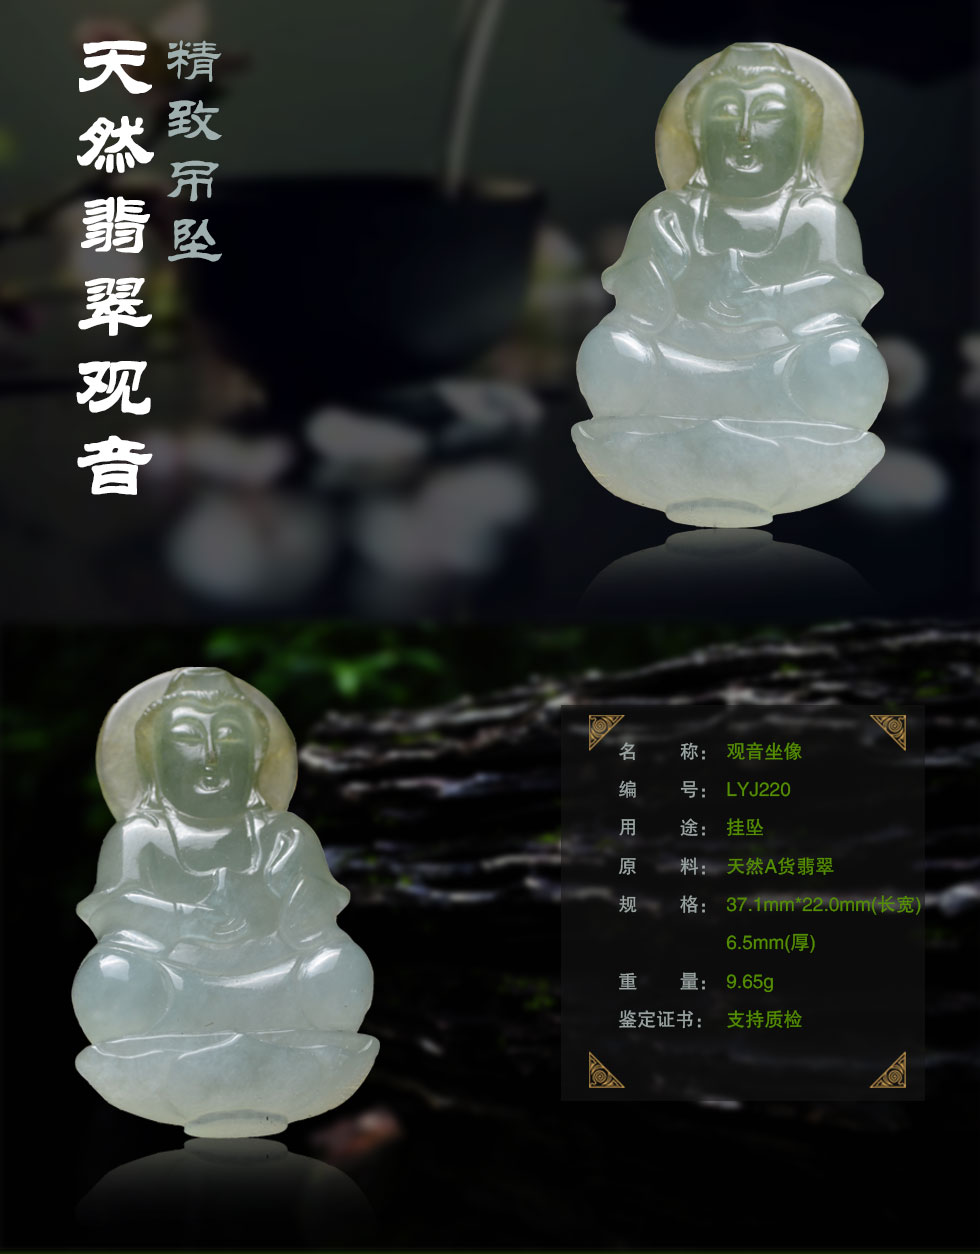 天然翡翠观音
精致吊坠
名　　称： 观音坐像
编　　号： LYJ220
用　　途： 挂坠
原　　料： 天然A货翡翠
规　　格： 37.1mm*22.0mm(长宽)
6.5mm(厚)
重　　量： 9.65g
鉴定证书： 支持质检